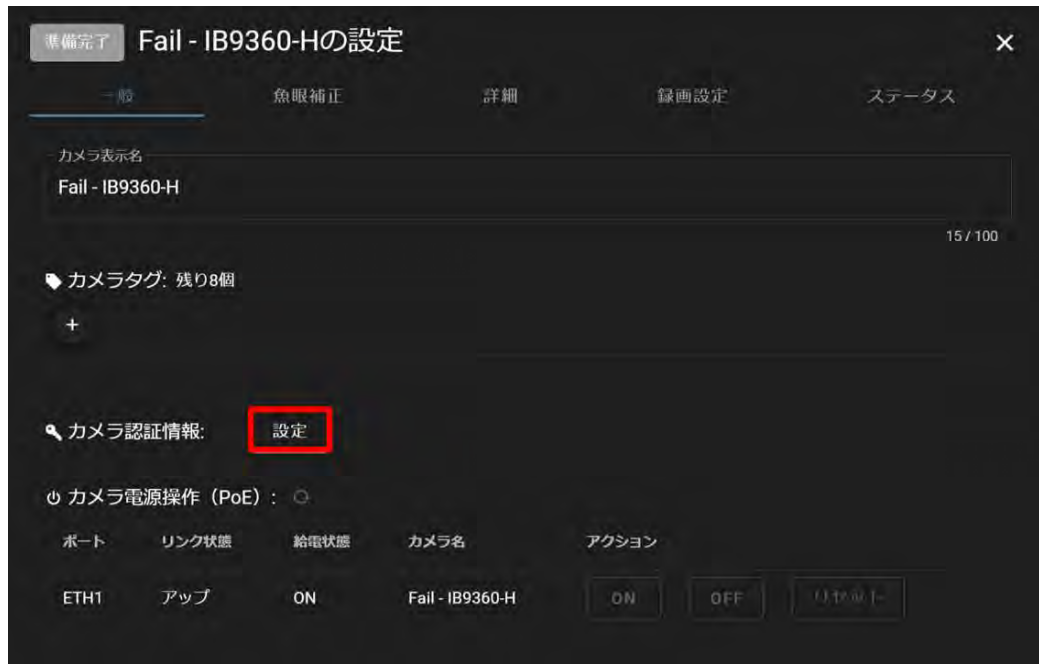 準備完了 Fail - IB9360-Hの設定 ×
一般 魚眼補正 詳細 録画設定 ステータス
カメラ表示名
Fail - IB9360-H
15 / 100
カメラタグ: 残り8個
+
カメラ認証情報: 設定
カメラ電源操作（PoE）:
ポート リンク状態 給電状態 カメラ名 アクション
ETH1 アップ ON Fail - IB9360-H ON OFF リセット